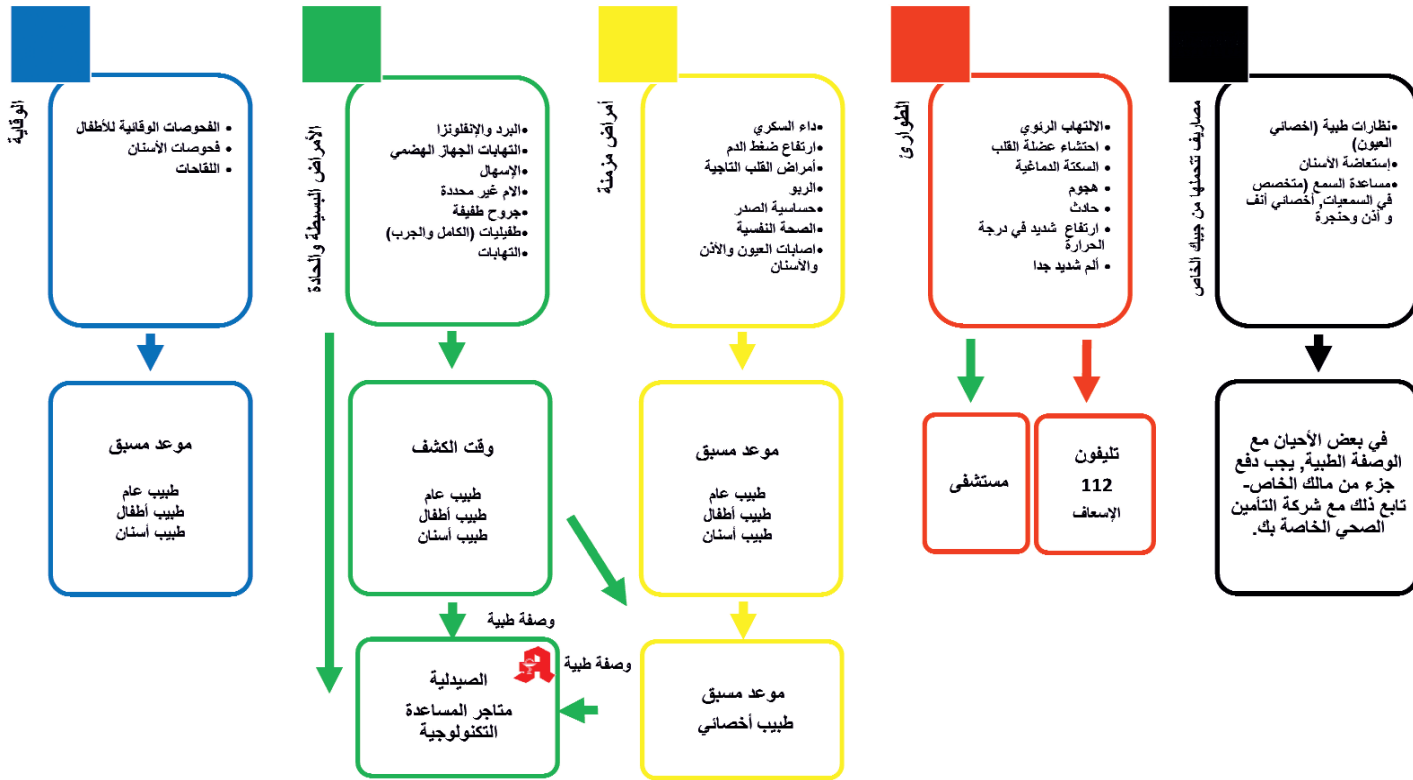 الوقاية
• الفحوصات الوقائية للأطفال
• فحوصات الأسنان
• اللقاحات
موعد مسبق
طبيب عام
طبيب أطفال
طبيب أسنان
الأمراض البسيطة والحادة
•البرد والإنفلونزا
•التهابات الجهاز الهضمي
•الإسهال
•الام غير محددة
•جروح طفيفة
•طفيليات (الكامل والجرب)
•التهابات
وقت الكشف
طبيب عام
طبيب أطفال
طبيب أسنان
وصفة طبية
الصيدلية
متاجر المساعدة
التكنولوجية
أمراض مزمنة
•داء السكري
•ارتفاع ضغط الدم
•أمراض القلب التاجية
•الربو
•حساسية الصدر
•الصحة النفسية
•اصابات العيون والأذن
والأسنان
موعد مسبق
طبيب عام
طبيب أطفال
طبيب أسنان
وصفة طبية
موعد مسبق
طبيب أخصائي
الطوارئ
• الالتهاب الرئوي
• احتشاء عضلة القلب
• السكتة الدماغية
• هجوم
• حادث
• ارتفاع شديد في درجة
الحرارة
• ألم شديد جدا
مستشفى
تليفون
112
الإسعاف
مصاريف تتحملها من جيبك الخاص
•نظارات طبية (اخصائي
العيون)
•إستعاضة الأسنان
•مساعدة السمع (متخصص
في السمعيات, أخصائي أنف
و أذن وحنجرة
في بعض الأحيان مع
الوصفة الطبية, يجب دفع
جزء من مالك الخاص-
تابع ذلك مع شركة التأمين
الصحي الخاصة بك.